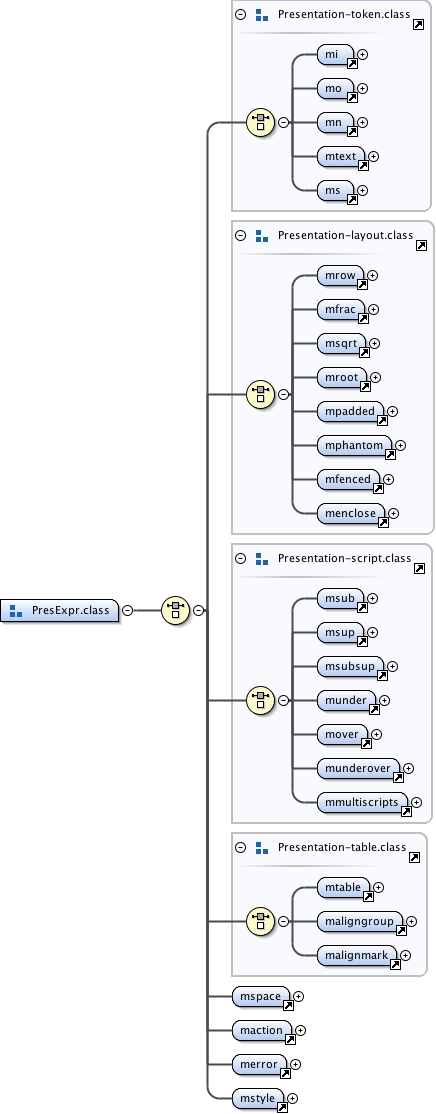 Presentation-token.class
mi
mo
mn
mtext
ms
Presentation-layout.class
mrow
mfrac
msqrt
mroot
mpadded
mphantom
mfenced
menclose
PresExpr.class
Presentation-script.class
msub
msup
msubsup
munder
mover
munderover
mmultiscripts
Presentation-table.class
mtable
maligngroup
malignmark
mspace
maction
merror
mstyle